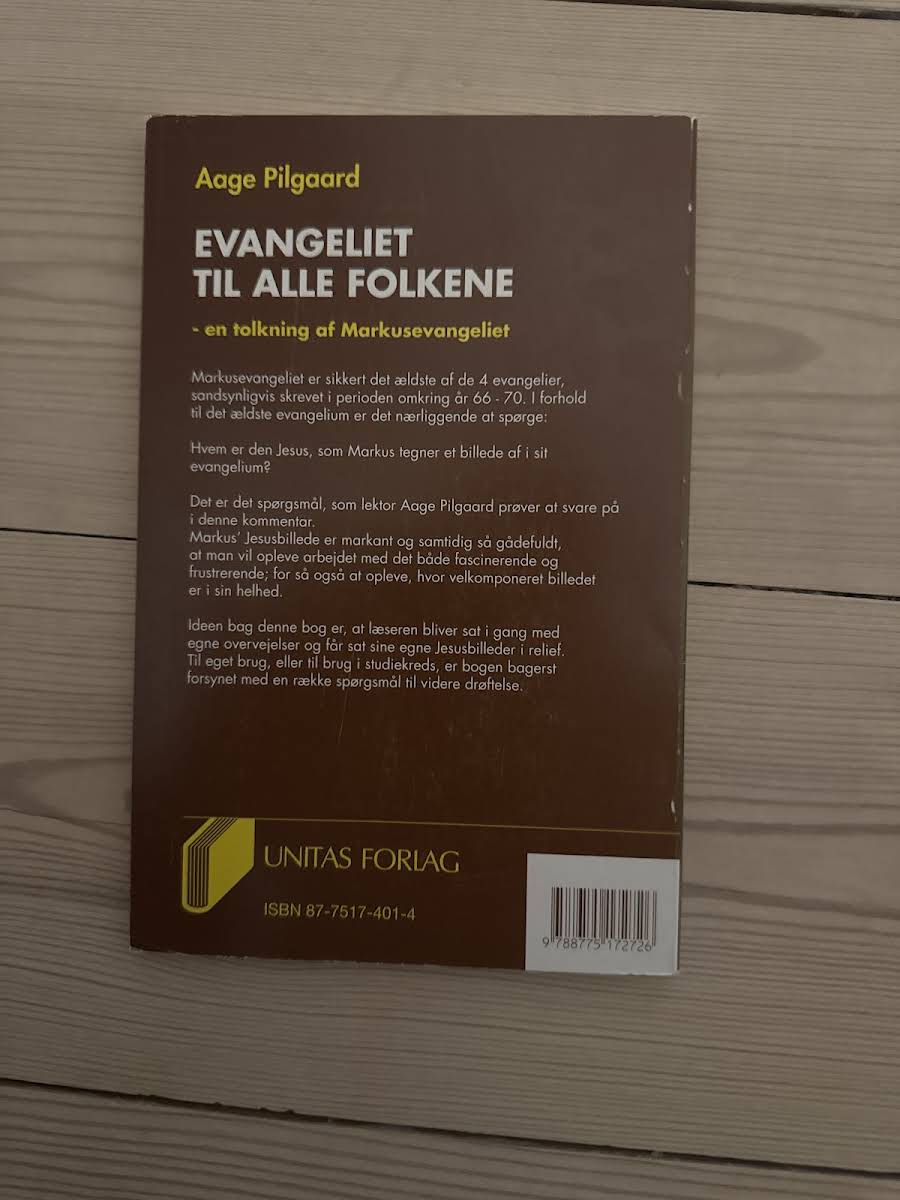 Aage Pilgaard
EVANGELIET
TIL ALLE FOLKENE
- en tolkning af Markusevangeliet
Markusevangeliet er sikkert det ældste af de 4 evangelier,
sandsynligvis skrevet i perioden omkring år 66 - 70. I forhold
til det ældste evangelium er det nærliggende at spørge:
Hvem er den Jesus, som Markus tegner et billede af i sit
evangelium?
Det er det spørgsmål, som lektor Aage Pilgaard prøver at svare på
i denne kommentar.
Markus' Jesusbillede er markant og samtidig så gådefuldt,
at man vil opleve arbejdet med det både fascinerende og
frustrerende; for så også at opleve, hvor velkomponeret billedet
er i sin helhed.
Ideen bag denne bog er, at læseren bliver sat i gang med
egne overvejelser og får sat sine egne Jesusbilleder i relief.
Til eget brug, eller til brug i studiekreds, er bogen bagerst
forsynet med en række spørgsmål til videre drøftelse.
UNITAS FORLAG
ISBN 87-7517-401-4
9 788775 172726